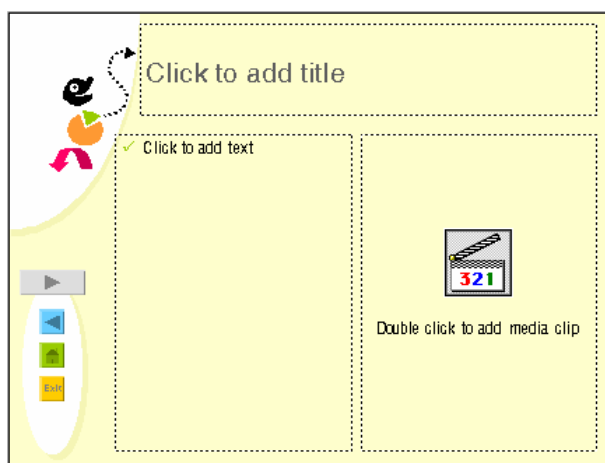 Click to add title
Click to add text
321
Double click to add media clip
Exit